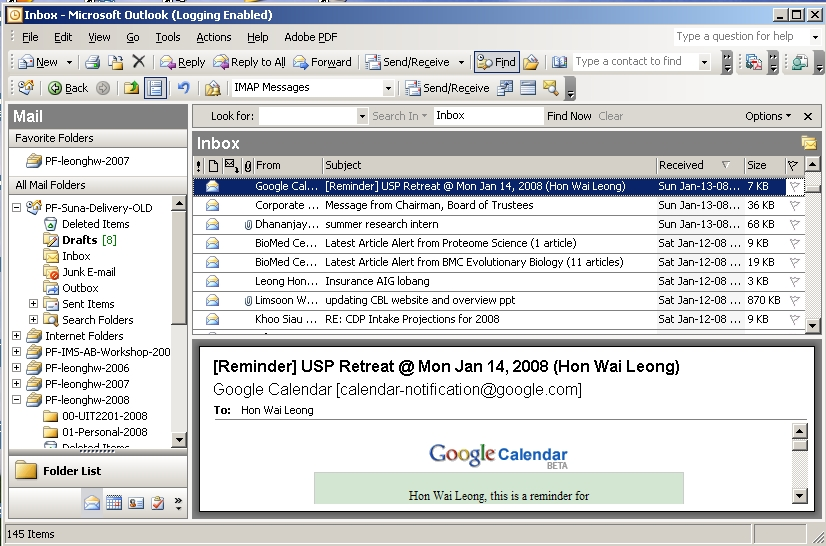 Inbox - Microsoft Outlook (Logging Enabled)
File Edit View Go Tools Actions Help Adobe PDF Type a question for help
New Reply Reply to All Forward Send/Receive Find Type a contact to find
Back IMAP Messages Send/Receive
Mail Look for: Search In Inbox Find Now Clear Options
Favorite Folders
PF-leonghw-2007
All Mail Folders
PF-Suna-Delivery-OLD
Deleted Items
Drafts [8]
Inbox
Junk E-mail
Outbox
Sent Items
Search Folders
Internet Folders
PF-IMS-AB-Workshop-200
PF-leonghw-2006
PF-leonghw-2007
PF-leonghw-2008
00-UIT2201-2008
01-Personal-2008
Deleted Items
Folder List
Inbox
! From Subject Received Size
Google Cal... [Reminder] USP Retreat @ Mon Jan 14, 2008 (Hon Wai Leong) Sun Jan-13-08... 7 KB
Corporate ... Message from Chairman, Board of Trustees Sun Jan-13-08... 36 KB
Dhananjay... summer research intern Sun Jan-13-08... 68 KB
BioMed Ce... Latest Article Alert from Proteome Science (1 article) Sat Jan-12-08 ... 9 KB
BioMed Ce... Latest Article Alert from BMC Evolutionary Biology (11 articles) Sat Jan-12-08 ... 19 KB
Leong Hon... Insurance AIG lobang Sat Jan-12-08 ... 3 KB
Limsoon W... updating CBL website and overview ppt Sat Jan-12-08 ... 870 KB
Khoo Siau ... RE: CDP Intake Projections for 2008 Sat Jan-12-08 ... 9 KB
[Reminder] USP Retreat @ Mon Jan 14, 2008 (Hon Wai Leong)
Google Calendar [calendar-notification@google.com]
To: Hon Wai Leong
Google Calendar
BETA
Hon Wai Leong, this is a reminder for
145 Items